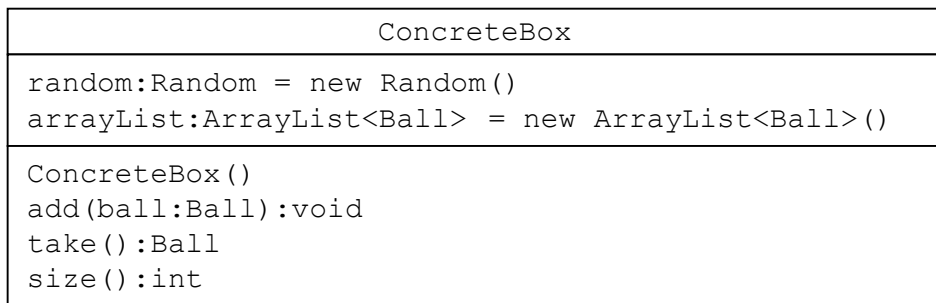 ConcreteBox
random:Random = new Random()
arrayList:ArrayList<Ball> = new ArrayList<Ball>()
ConcreteBox()
add(ball:Ball):void
take():Ball
size():int